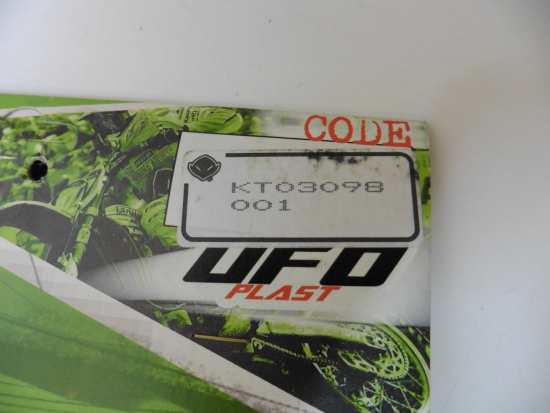 CODE
KT03098
001
UFO
PLAST